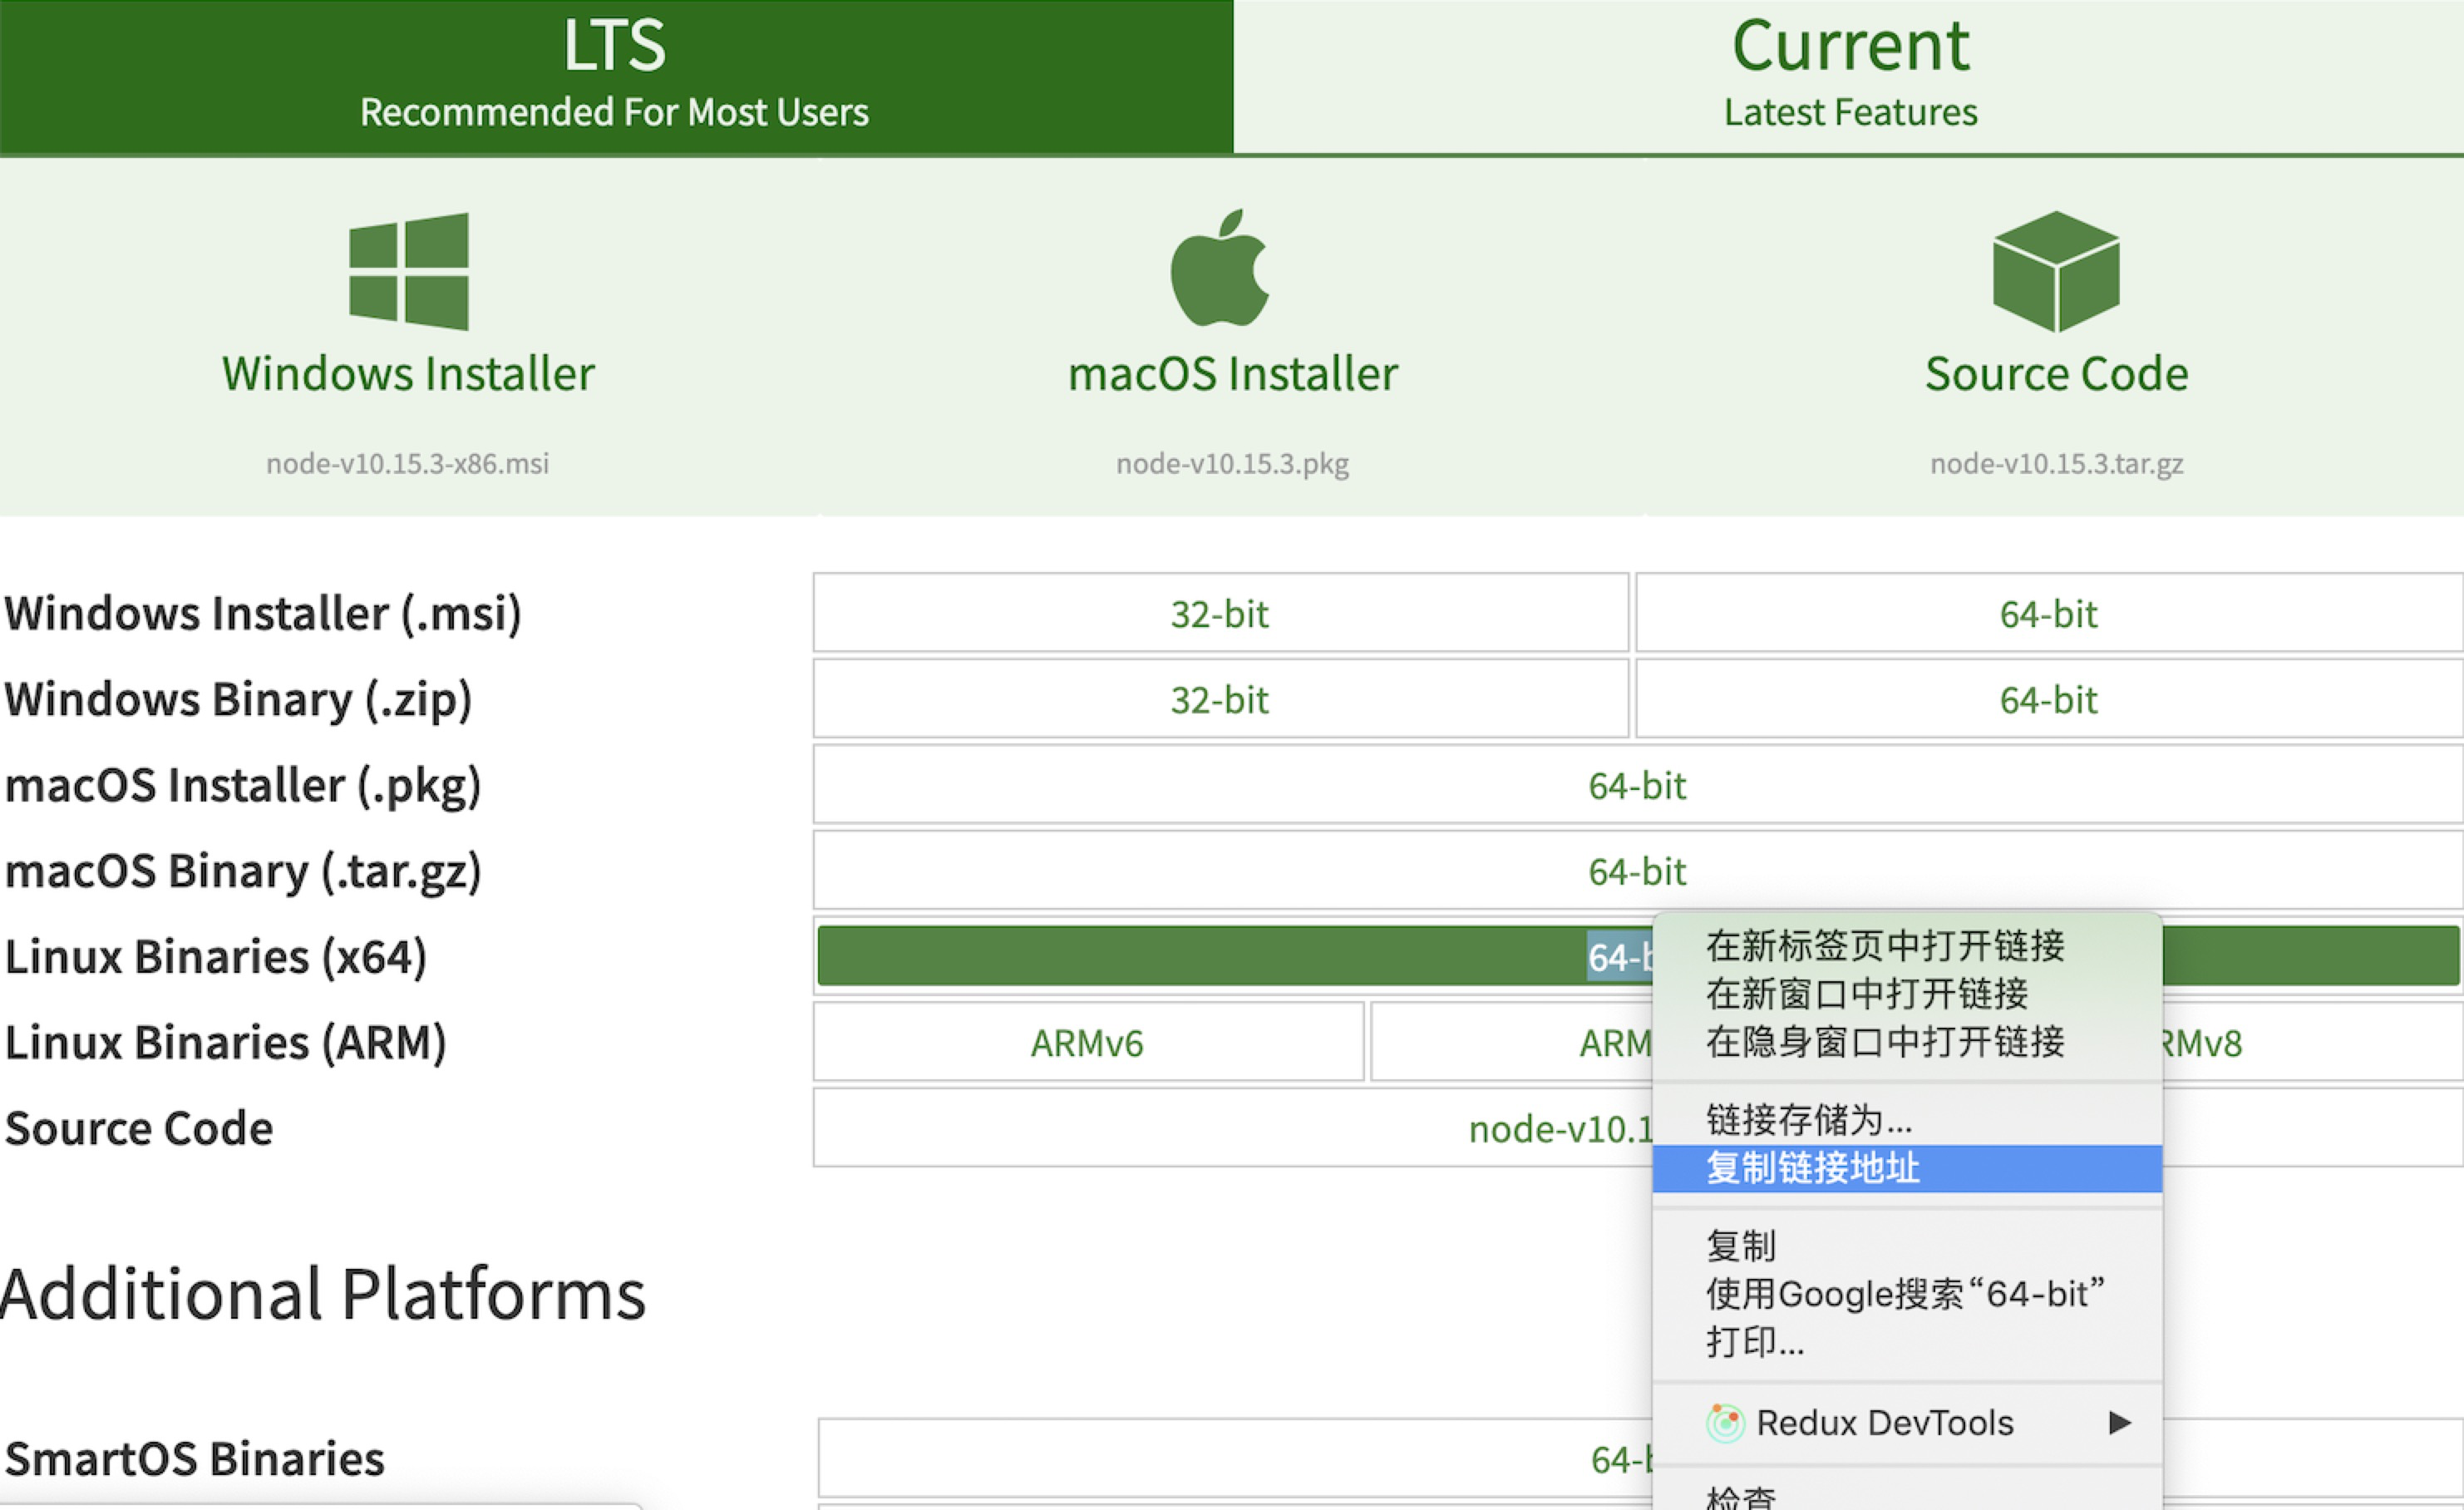 LTS
Recommended For Most Users
Current
Latest Features
Windows Installer
macOS Installer
Source Code
node-v10.15.3-x86.msi
node-v10.15.3.pkg
node-v10.15.3.tar.gz
Windows Installer (.msi)
32-bit
64-bit
Windows Binary (.zip)
32-bit
64-bit
macOS Installer (.pkg)
64-bit
macOS Binary (.tar.gz)
64-bit
Linux Binaries (x64)
64-b
Linux Binaries (ARM)
ARMv6
ARM
RMv8
Source Code
node-v10.1
在新标签页中打开链接
在新窗口中打开链接
在隐身窗口中打开链接
链接存储为...
复制链接地址
复制
使用Google搜索“64-bit”
打印...
Redux DevTools
检查
Additional Platforms
SmartOS Binaries
64-b